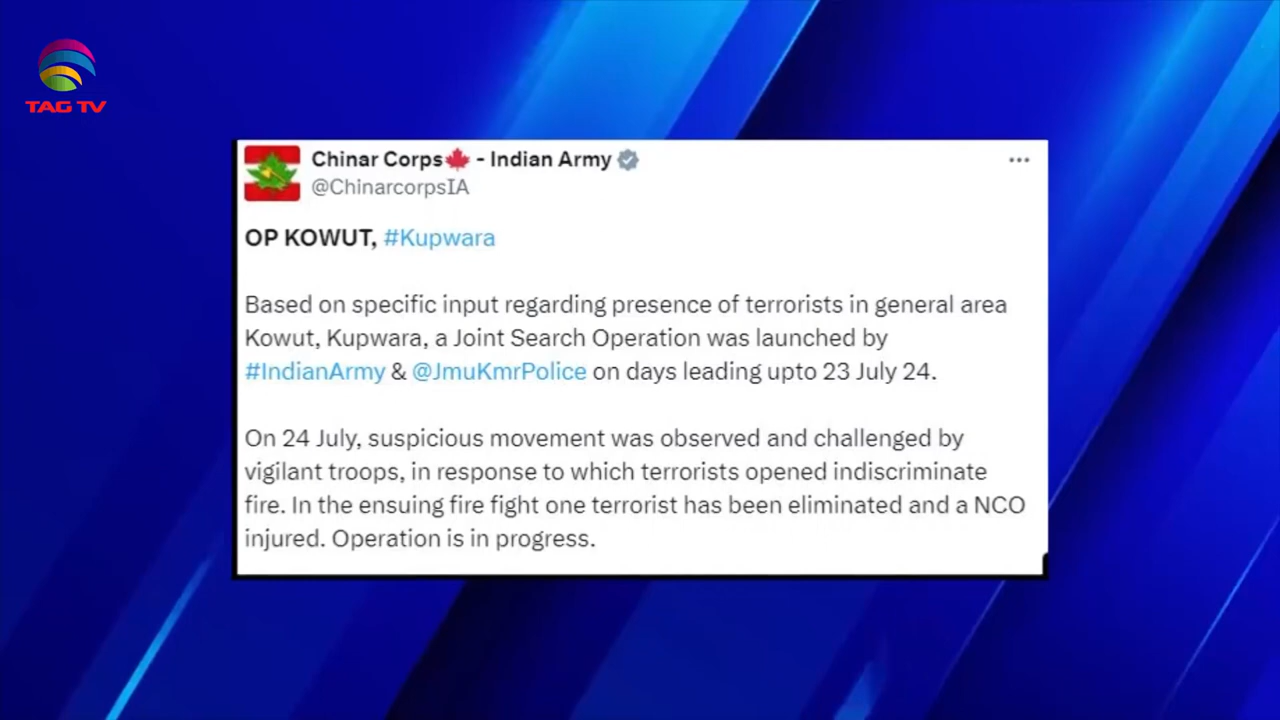 TAG TV
Chinar Corps🍁 - Indian Army
@ChinarcorpsIA
OP KOWUT, #Kupwara
Based on specific input regarding presence of terrorists in general area
Kowut, Kupwara, a Joint Search Operation was launched by
#IndianArmy & @JmuKmrPolice on days leading upto 23 July 24.
On 24 July, suspicious movement was observed and challenged by
vigilant troops, in response to which terrorists opened indiscriminate
fire. In the ensuing fire fight one terrorist has been eliminated and a NCO
injured. Operation is in progress.